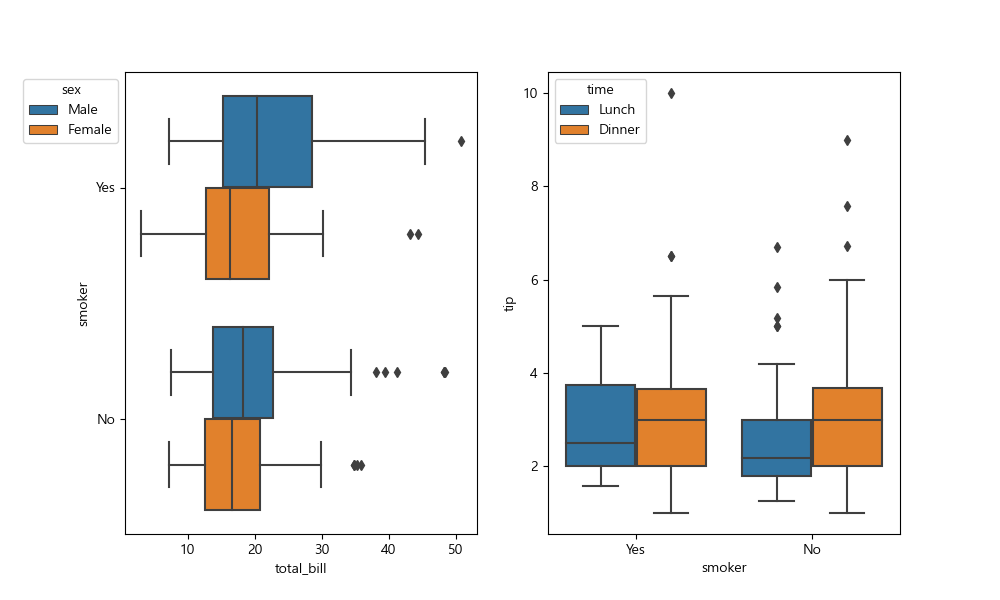 sex
Male
Female
smoker
Yes
No
10 20 30 40 50
total_bill
time
Lunch
Dinner
tip
10
8
6
4
2
Yes No
smoker